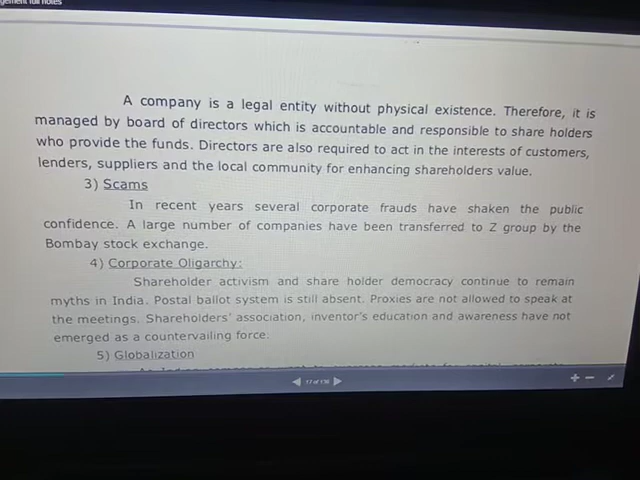 full notes
A company is a legal entity without physical existence. Therefore, it is
managed by board of directors which is accountable and responsible to share holders
who provide the funds. Directors are also required to act in the interests of customers,
lenders, suppliers and the local community for enhancing shareholders value.
3) Scams
In recent years several corporate frauds have shaken the public
confidence. A large number of companies have been transferred to Z group by the
Bombay stock exchange.
4) Corporate Oligarchy:
Shareholder activism and share holder democracy continue to remain
myths in India. Postal ballot system is still absent. Proxies are not allowed to speak at
the meetings. Shareholders' association, inventor's education and awareness have not
emerged as a countervailing force.
5) Globalization